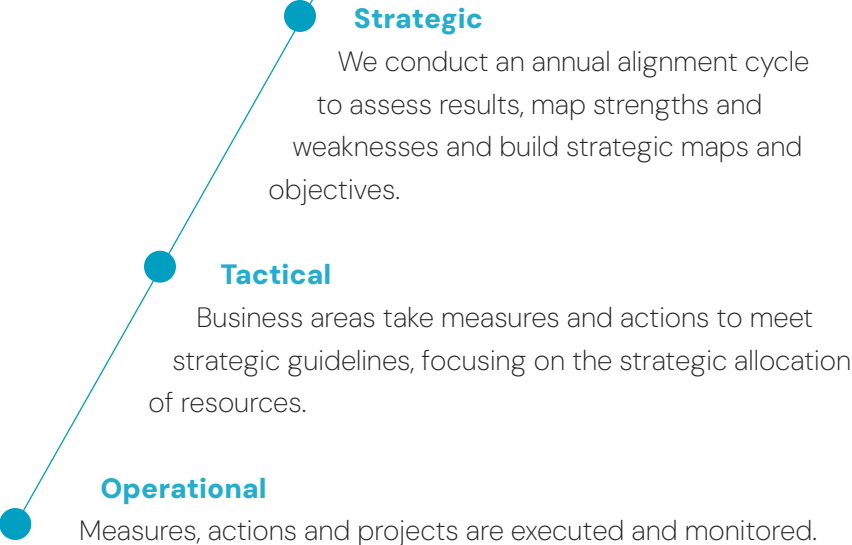 Strategic
We conduct an annual alignment cycle
to assess results, map strengths and
weaknesses and build strategic maps and
objectives.
Tactical
Business areas take measures and actions to meet
strategic guidelines, focusing on the strategic allocation
of resources.
Operational
Measures, actions and projects are executed and monitored.